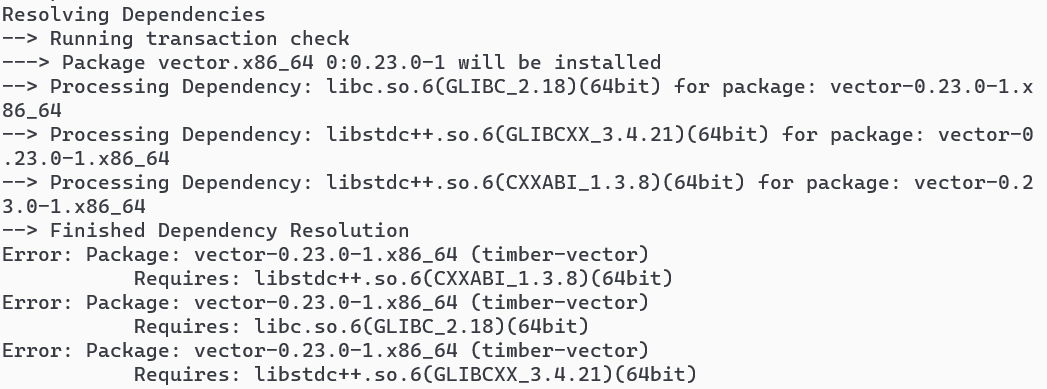 Resolving Dependencies
--> Running transaction check
---> Package vector.x86_64 0:0.23.0-1 will be installed
--> Processing Dependency: libc.so.6(GLIBC_2.18)(64bit) for package: vector-0.23.0-1.x
86_64
--> Processing Dependency: libstdc++.so.6(GLIBCXX_3.4.21)(64bit) for package: vector-0
.23.0-1.x86_64
--> Processing Dependency: libstdc++.so.6(CXXABI_1.3.8)(64bit) for package: vector-0.2
3.0-1.x86_64
--> Finished Dependency Resolution
Error: Package: vector-0.23.0-1.x86_64 (timber-vector)
           Requires: libstdc++.so.6(CXXABI_1.3.8)(64bit)
Error: Package: vector-0.23.0-1.x86_64 (timber-vector)
           Requires: libc.so.6(GLIBC_2.18)(64bit)
Error: Package: vector-0.23.0-1.x86_64 (timber-vector)
           Requires: libstdc++.so.6(GLIBCXX_3.4.21)(64bit)